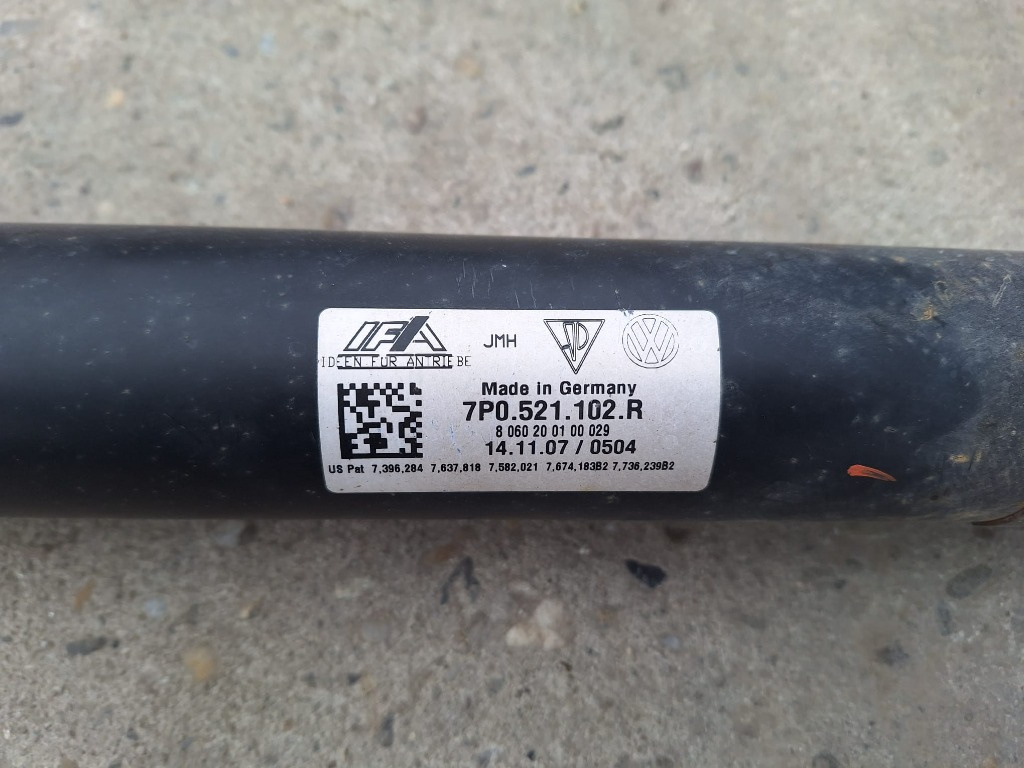 IFA
IDEEN FÜR ANTRIEBE
JMH
VW
Made in Germany
7P0.521.102.R
8 060 20 01 00 029
14.11.07 / 0504
US Pat 7,396,284 7,637,818 7,582,021 7,674,183B2 7,736,239B2